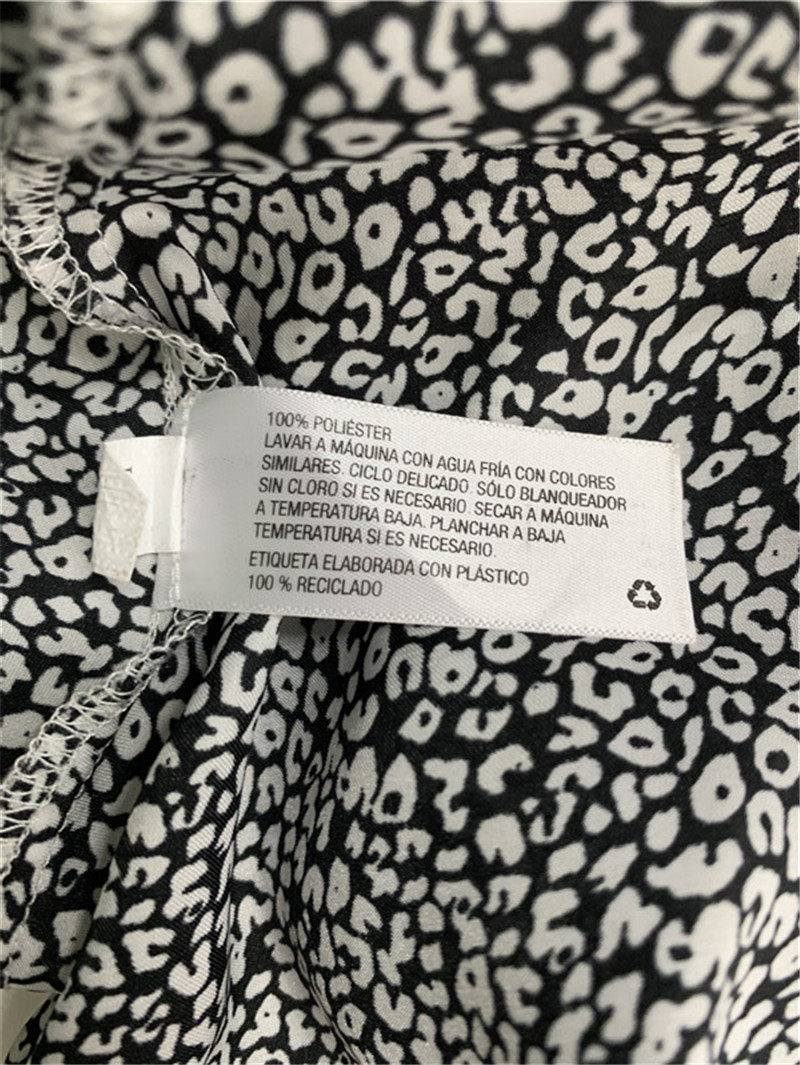 100% POLIÉSTER
LAVAR A MÁQUINA CON AGUA FRÍA CON COLORES
SIMILARES. CICLO DELICADO. SÓLO BLANQUEADOR
SIN CLORO SI ES NECESARIO. SECAR A MÁQUINA
A TEMPERATURA BAJA. PLANCHAR A BAJA
TEMPERATURA SI ES NECESARIO.
ETIQUETA ELABORADA CON PLÁSTICO
100 % RECICLADO